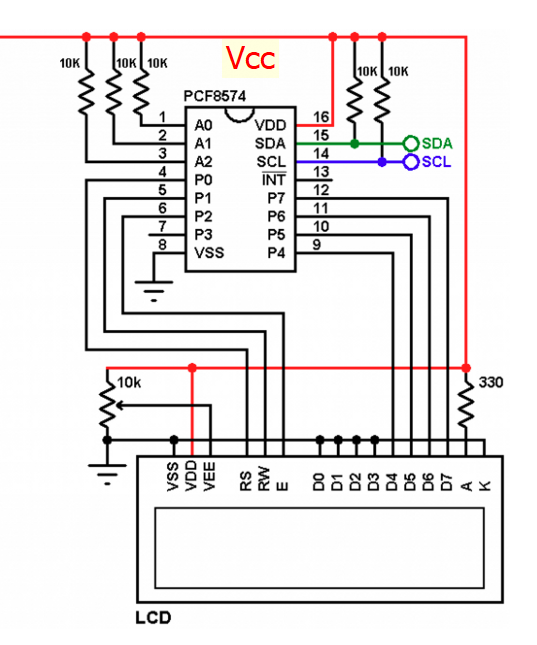 Vcc
10K 10K 10K 10K 10K
PCF8574
1 A0 VDD 16
2 A1 SDA 15 SDA
3 A2 SCL 14 SCL
4 P0 INT 13
5 P1 P7 12
6 P2 P6 11
7 P3 P5 10
8 VSS P4 9
10k 330
VSS VDD VEE RS RW E D0 D1 D2 D3 D4 D5 D6 D7 A K
LCD